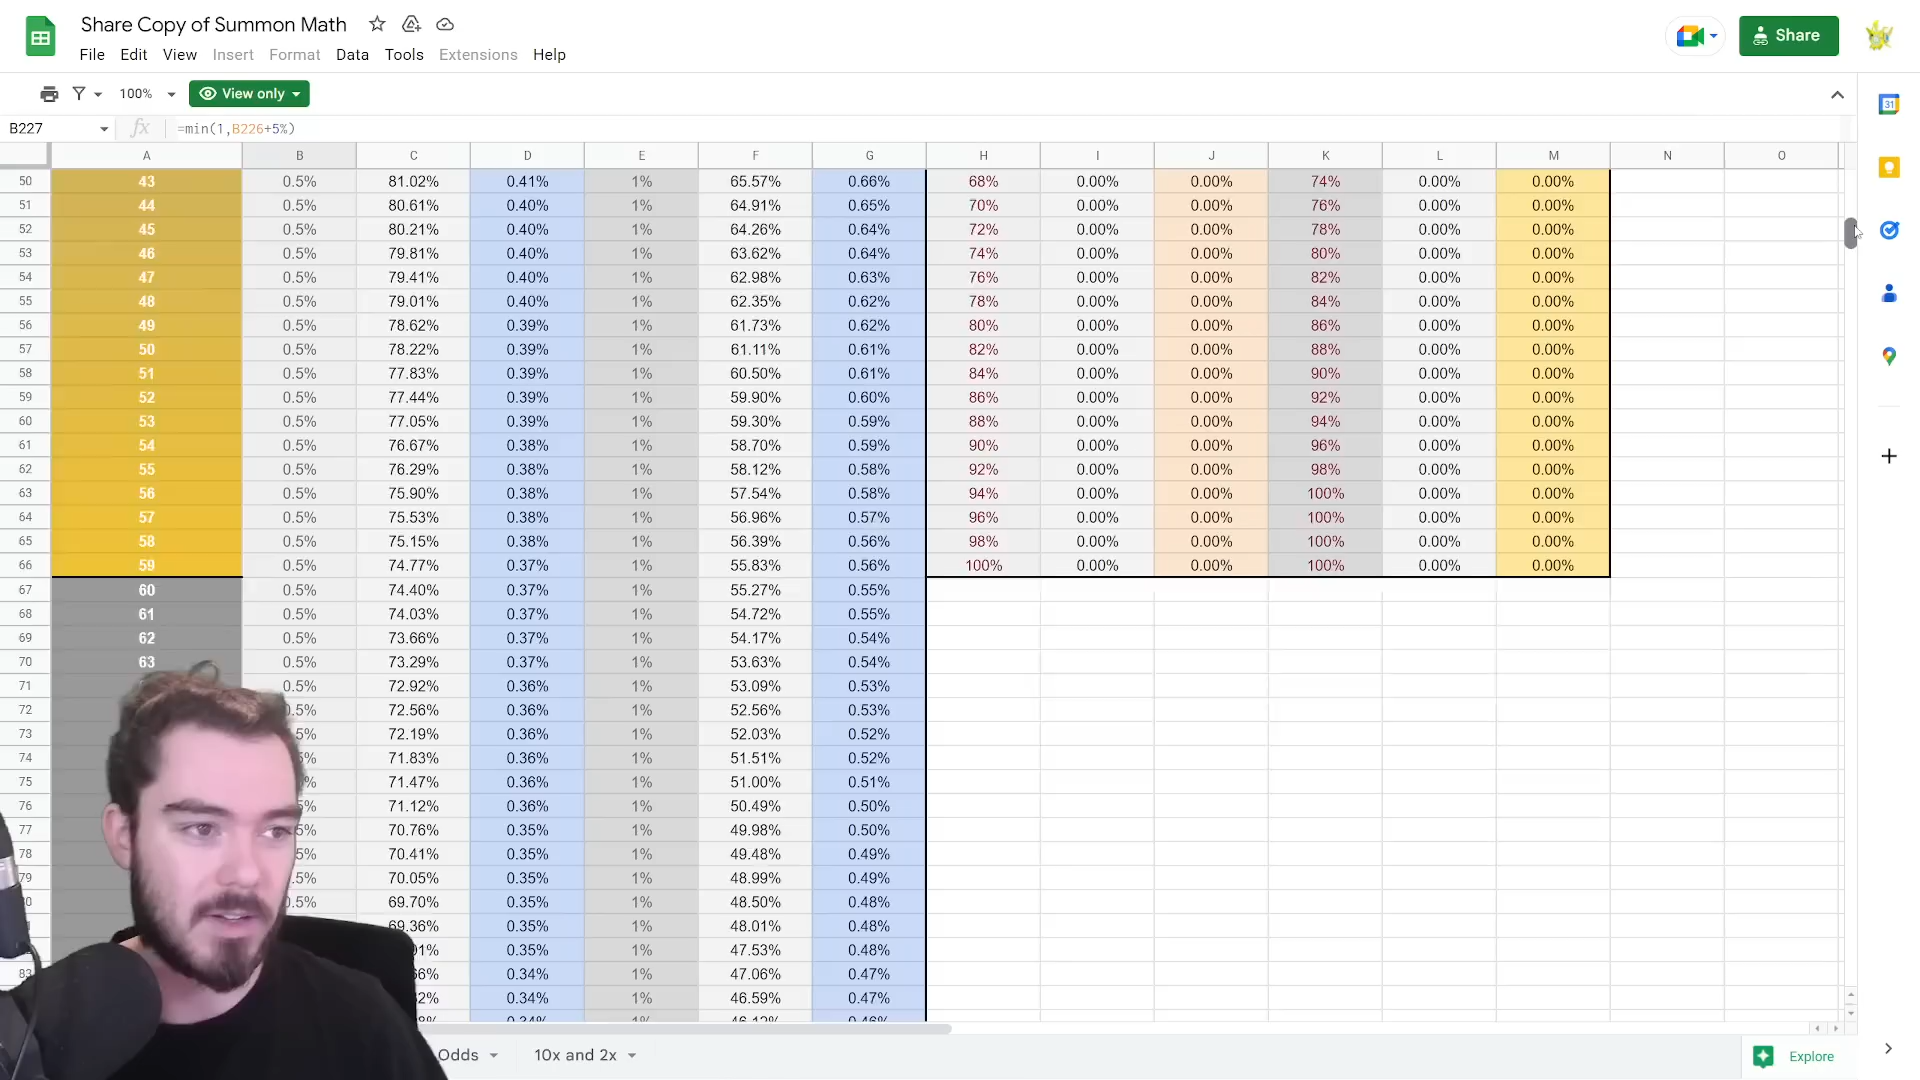 Share Copy of Summon Math
File Edit View Insert Format Data Tools Extensions Help
Share
100% View only
B227 fx =min(1,B226+5%)
A B C D E F G H I J K L M N O
50 43 0.5% 81.02% 0.41% 1% 65.57% 0.66% 68% 0.00% 0.00% 74% 0.00% 0.00%
51 44 0.5% 80.61% 0.40% 1% 64.91% 0.65% 70% 0.00% 0.00% 76% 0.00% 0.00%
52 45 0.5% 80.21% 0.40% 1% 64.26% 0.64% 72% 0.00% 0.00% 78% 0.00% 0.00%
53 46 0.5% 79.81% 0.40% 1% 63.62% 0.64% 74% 0.00% 0.00% 80% 0.00% 0.00%
54 47 0.5% 79.41% 0.40% 1% 62.98% 0.63% 76% 0.00% 0.00% 82% 0.00% 0.00%
55 48 0.5% 79.01% 0.40% 1% 62.35% 0.62% 78% 0.00% 0.00% 84% 0.00% 0.00%
56 49 0.5% 78.62% 0.39% 1% 61.73% 0.62% 80% 0.00% 0.00% 86% 0.00% 0.00%
57 50 0.5% 78.22% 0.39% 1% 61.11% 0.61% 82% 0.00% 0.00% 88% 0.00% 0.00%
58 51 0.5% 77.83% 0.39% 1% 60.50% 0.61% 84% 0.00% 0.00% 90% 0.00% 0.00%
59 52 0.5% 77.44% 0.39% 1% 59.90% 0.60% 86% 0.00% 0.00% 92% 0.00% 0.00%
60 53 0.5% 77.05% 0.39% 1% 59.30% 0.59% 88% 0.00% 0.00% 94% 0.00% 0.00%
61 54 0.5% 76.67% 0.38% 1% 58.70% 0.59% 90% 0.00% 0.00% 96% 0.00% 0.00%
62 55 0.5% 76.29% 0.38% 1% 58.12% 0.58% 92% 0.00% 0.00% 98% 0.00% 0.00%
63 56 0.5% 75.90% 0.38% 1% 57.54% 0.58% 94% 0.00% 0.00% 100% 0.00% 0.00%
64 57 0.5% 75.53% 0.38% 1% 56.96% 0.57% 96% 0.00% 0.00% 100% 0.00% 0.00%
65 58 0.5% 75.15% 0.38% 1% 56.39% 0.56% 98% 0.00% 0.00% 100% 0.00% 0.00%
66 59 0.5% 74.77% 0.37% 1% 55.83% 0.56% 100% 0.00% 0.00% 100% 0.00% 0.00%
67 60 0.5% 74.40% 0.37% 1% 55.27% 0.55%
68 61 0.5% 74.03% 0.37% 1% 54.72% 0.55%
69 62 0.5% 73.66% 0.37% 1% 54.17% 0.54%
70 63 0.5% 73.29% 0.37% 1% 53.63% 0.54%
71 0.5% 72.92% 0.36% 1% 53.09% 0.53%
72 72.56% 0.36% 1% 52.56% 0.53%
73 72.19% 0.36% 1% 52.03% 0.52%
74 71.83% 0.36% 1% 51.51% 0.52%
75 71.47% 0.36% 1% 51.00% 0.51%
76 71.12% 0.36% 1% 50.49% 0.50%
77 70.76% 0.35% 1% 49.98% 0.50%
78 70.41% 0.35% 1% 49.48% 0.49%
79 70.05% 0.35% 1% 48.99% 0.49%
69.70% 0.35% 1% 48.50% 0.48%
69.36% 0.35% 1% 48.01% 0.48%
0.35% 1% 47.53% 0.48%
83 0.34% 1% 47.06% 0.47%
0.34% 1% 46.59% 0.47%
Odds 10x and 2x Explore
31